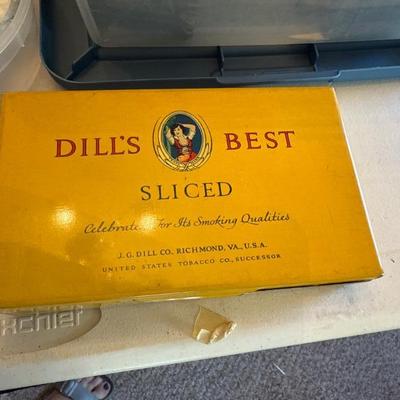 DILL'S BEST
SLICED
Celebrated For Its Smoking Qualities
J. G. DILL CO., RICHMOND, VA., U.S.A.
UNITED STATES TOBACCO CO., SUCCESSOR